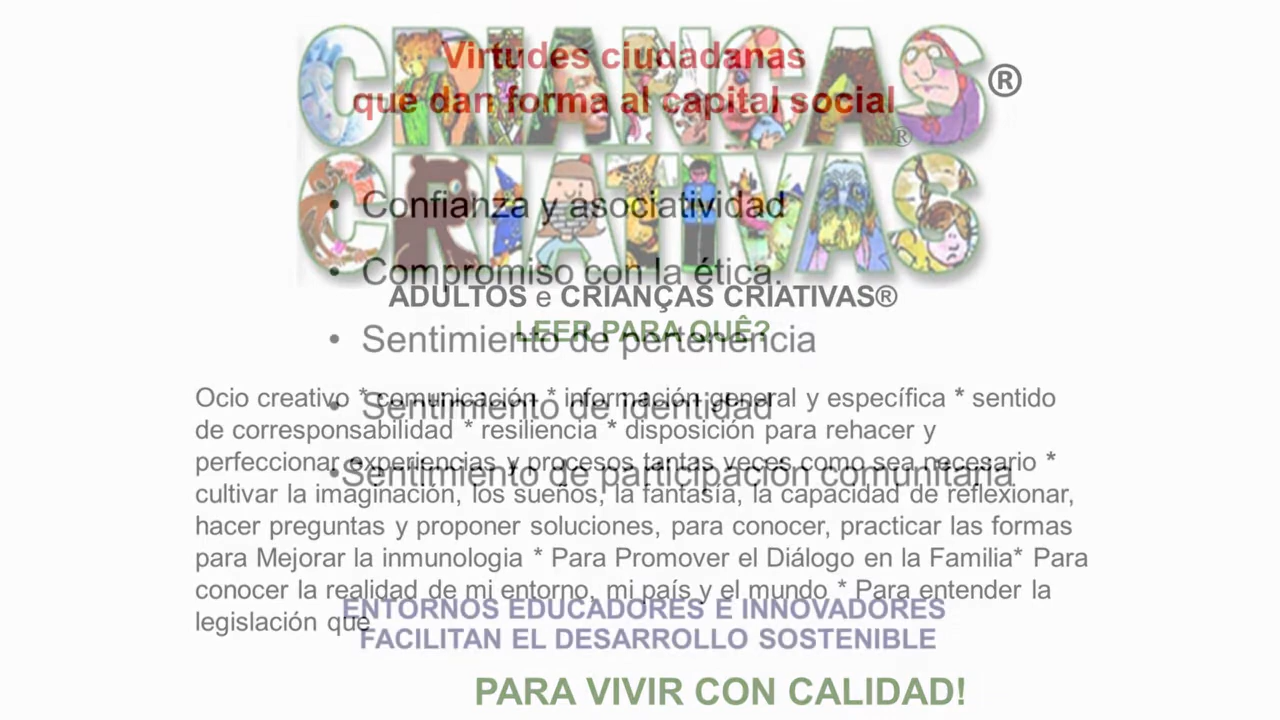 CRIANÇAS ®
CRIATIVAS
Virtudes ciudadanas
que dan forma al capital social
®
• Confianza y asociatividad
• Compromiso con la ética.
ADULTOS e CRIANÇAS CRIATIVAS®
LEER PARA QUÊ?
• Sentimiento de pertenencia
• Sentimiento de identidad
•Sentimiento de participación comunitaria
Ocio creativo * comunicación * información general y específica * sentido
de corresponsabilidad * resiliencia * disposición para rehacer y
perfeccionar experiencias y procesos tantas veces como sea necesario *
cultivar la imaginación, los sueños, la fantasía, la capacidad de reflexionar,
hacer preguntas y proponer soluciones, para conocer, practicar las formas
para Mejorar la inmunologia * Para Promover el Diálogo en la Familia* Para
conocer la realidad de mi entorno, mi país y el mundo * Para entender la
legislación que
ENTORNOS EDUCADORES E INNOVADORES
FACILITAN EL DESARROLLO SOSTENIBLE
PARA VIVIR CON CALIDAD!